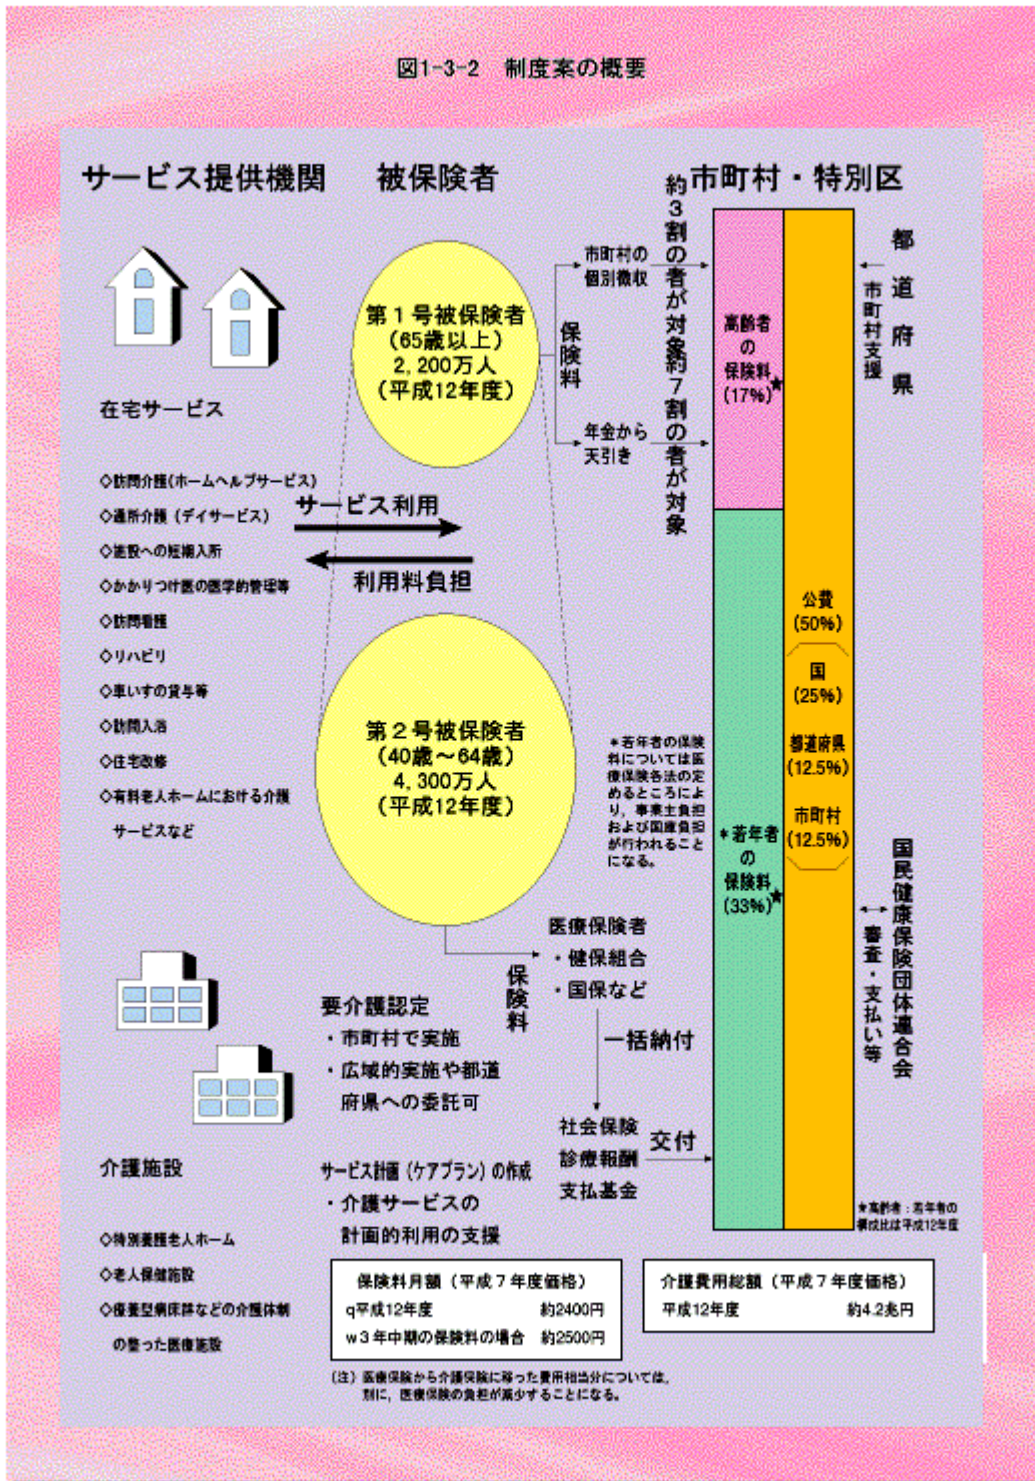 図1-3-2 制度案の概要
サービス提供機関
被保険者
市町村・特別区
在宅サービス
◇訪問介護(ホームヘルプサービス)
◇通所介護(デイサービス)
◇施設への短期入所
◇かかりつけ医の医学的管理等
◇訪問看護
◇リハビリ
◇車いすの貸与等
◇訪問入浴
◇住宅改修
◇有料老人ホームにおける介護
サービスなど
介護施設
◇特別養護老人ホーム
◇老人保健施設
◇療養型病床群などの介護体制
の整った医療施設
第1号被保険者
(65歳以上)
2,200万人
(平成12年度)
サービス利用
利用料負担
第2号被保険者
(40歳～64歳)
4,300万人
(平成12年度)
保険料
市町村の
個別徴収
年金から
天引き
約3割の者が対象
約7割の者が対象
高齢者
の
保険料★
(17%)
公費
(50%)
国
(25%)
都道府県
(12.5%)
市町村
(12.5%)
*若年者
の
保険料★
(33%)
都道府県
市町村支援
*若年者の保険
料については医
療保険各法の定
めるところによ
り、事業主負担
および国庫負担
が行われること
になる。
国民健康保険団体連合会
審査・支払い等
保険料
医療保険者
・健保組合
・国保など
一括納付
社会保険
診療報酬
支払基金
交付
★高齢者：若年者の
構成比は平成12年度
要介護認定
・市町村で実施
・広域的実施や都道
府県への委託可
サービス計画(ケアプラン)の作成
・介護サービスの
計画的利用の支援
保険料月額(平成7年度価格)
q平成12年度 約2400円
w3年中期の保険料の場合 約2500円
介護費用総額(平成7年度価格)
平成12年度 約4.2兆円
(注) 医療保険から介護保険に移った費用相当分については、
別に、医療保険の負担が減少することになる。